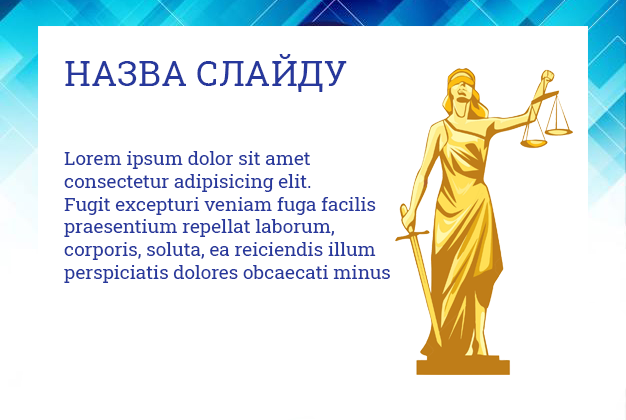 НАЗВА СЛАЙДУ
Lorem ipsum dolor sit amet
consectetur adipisicing elit.
Fugit excepturi veniam fuga facilis
praesentium repellat laborum,
corporis, soluta, ea reiciendis illum
perspiciatis dolores obcaecati minus